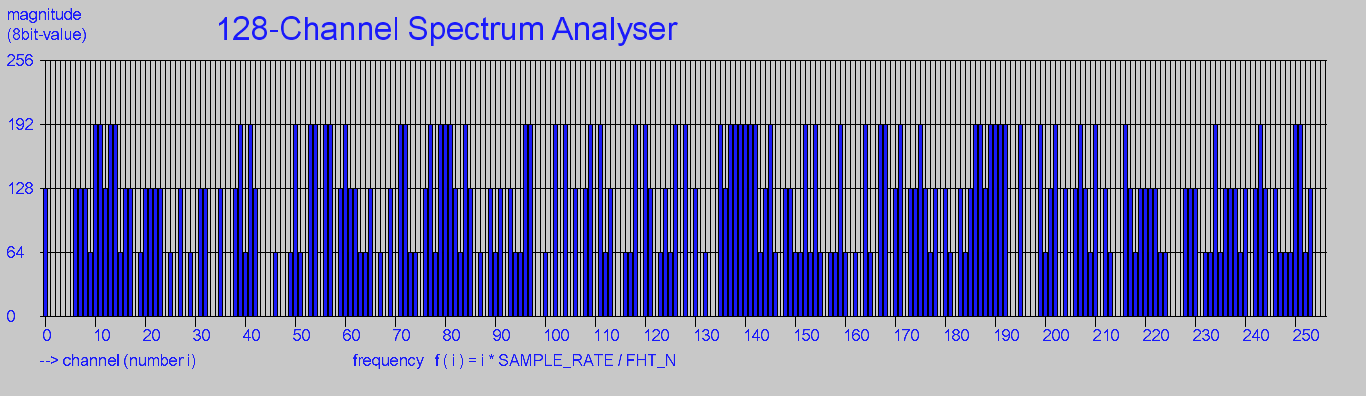 magnitude
(8bit-value)
128-Channel Spectrum Analyser
256
192
128
64
0
0 10 20 30 40 50 60 70 80 90 100 110 120 130 140 150 160 170 180 190 200 210 220 230 240 250
--> channel (number i) frequency f ( i ) = i * SAMPLE_RATE / FHT_N